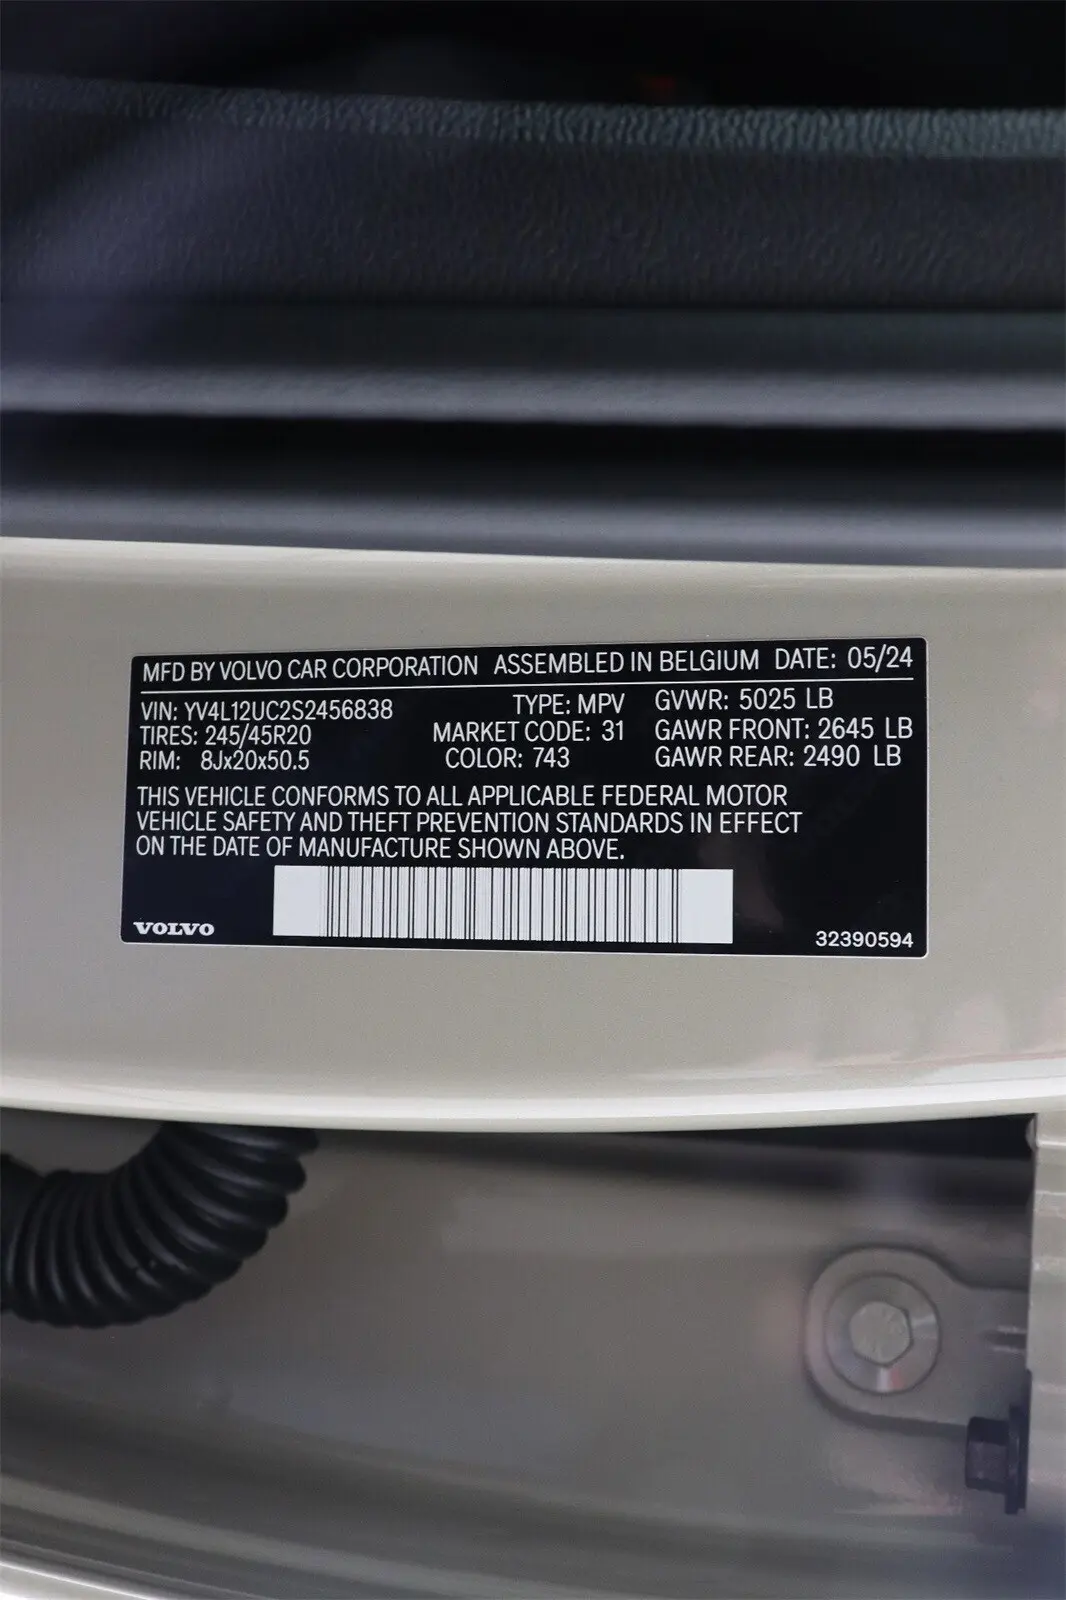 MFD BY VOLVO CAR CORPORATION ASSEMBLED IN BELGIUM DATE: 05/24
VIN: YV4L12UC2S2456838 TYPE: MPV GVWR: 5025 LB
TIRES: 245/45R20 MARKET CODE: 31 GAWR FRONT: 2645 LB
RIM: 8Jx20x50.5 COLOR: 743 GAWR REAR: 2490 LB
THIS VEHICLE CONFORMS TO ALL APPLICABLE FEDERAL MOTOR
VEHICLE SAFETY AND THEFT PREVENTION STANDARDS IN EFFECT
ON THE DATE OF MANUFACTURE SHOWN ABOVE.
VOLVO 32390594